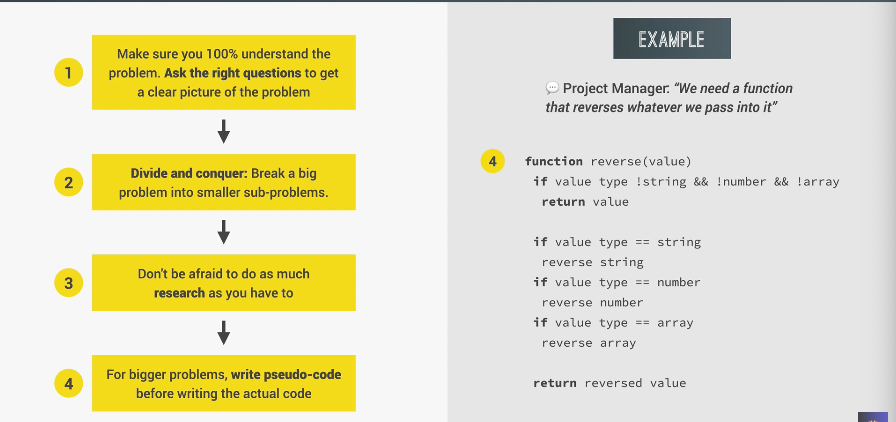 1
Make sure you 100% understand the
problem. Ask the right questions to get
a clear picture of the problem
2
Divide and conquer: Break a big
problem into smaller sub-problems.
3
Don't be afraid to do as much
research as you have to
4
For bigger problems, write pseudo-code
before writing the actual code
EXAMPLE
Project Manager: “We need a function
that reverses whatever we pass into it”
4
function reverse(value)
if value type !string && !number && !array
return value
if value type == string
reverse string
if value type == number
reverse number
if value type == array
reverse array
return reversed value